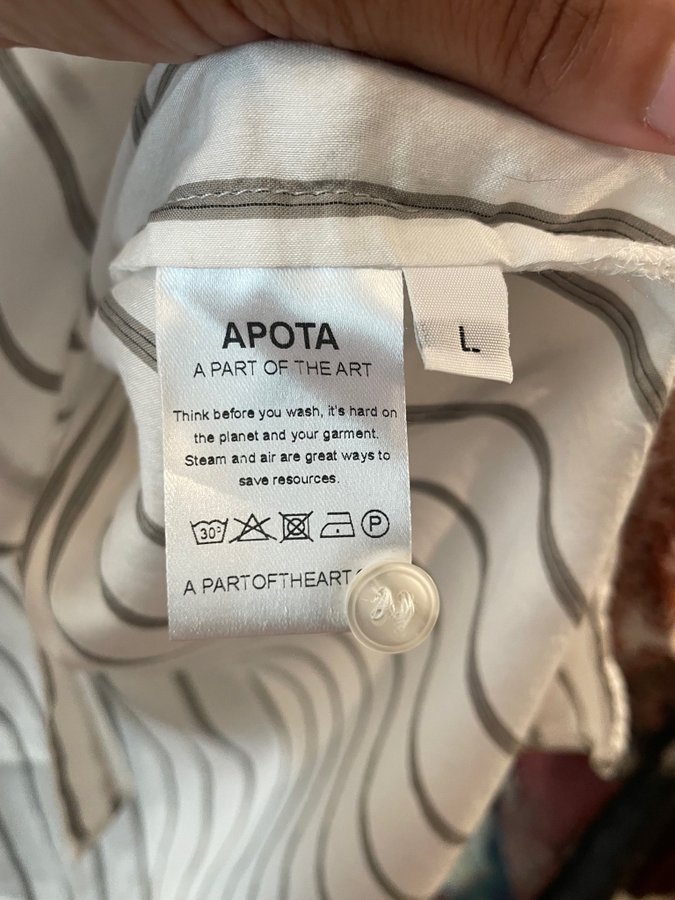 APOTA
A PART OF THE ART
L
Think before you wash, it's hard on
the planet and your garment.
Steam and air are great ways to
save resources.
30°
P
A PARTOFTHEART